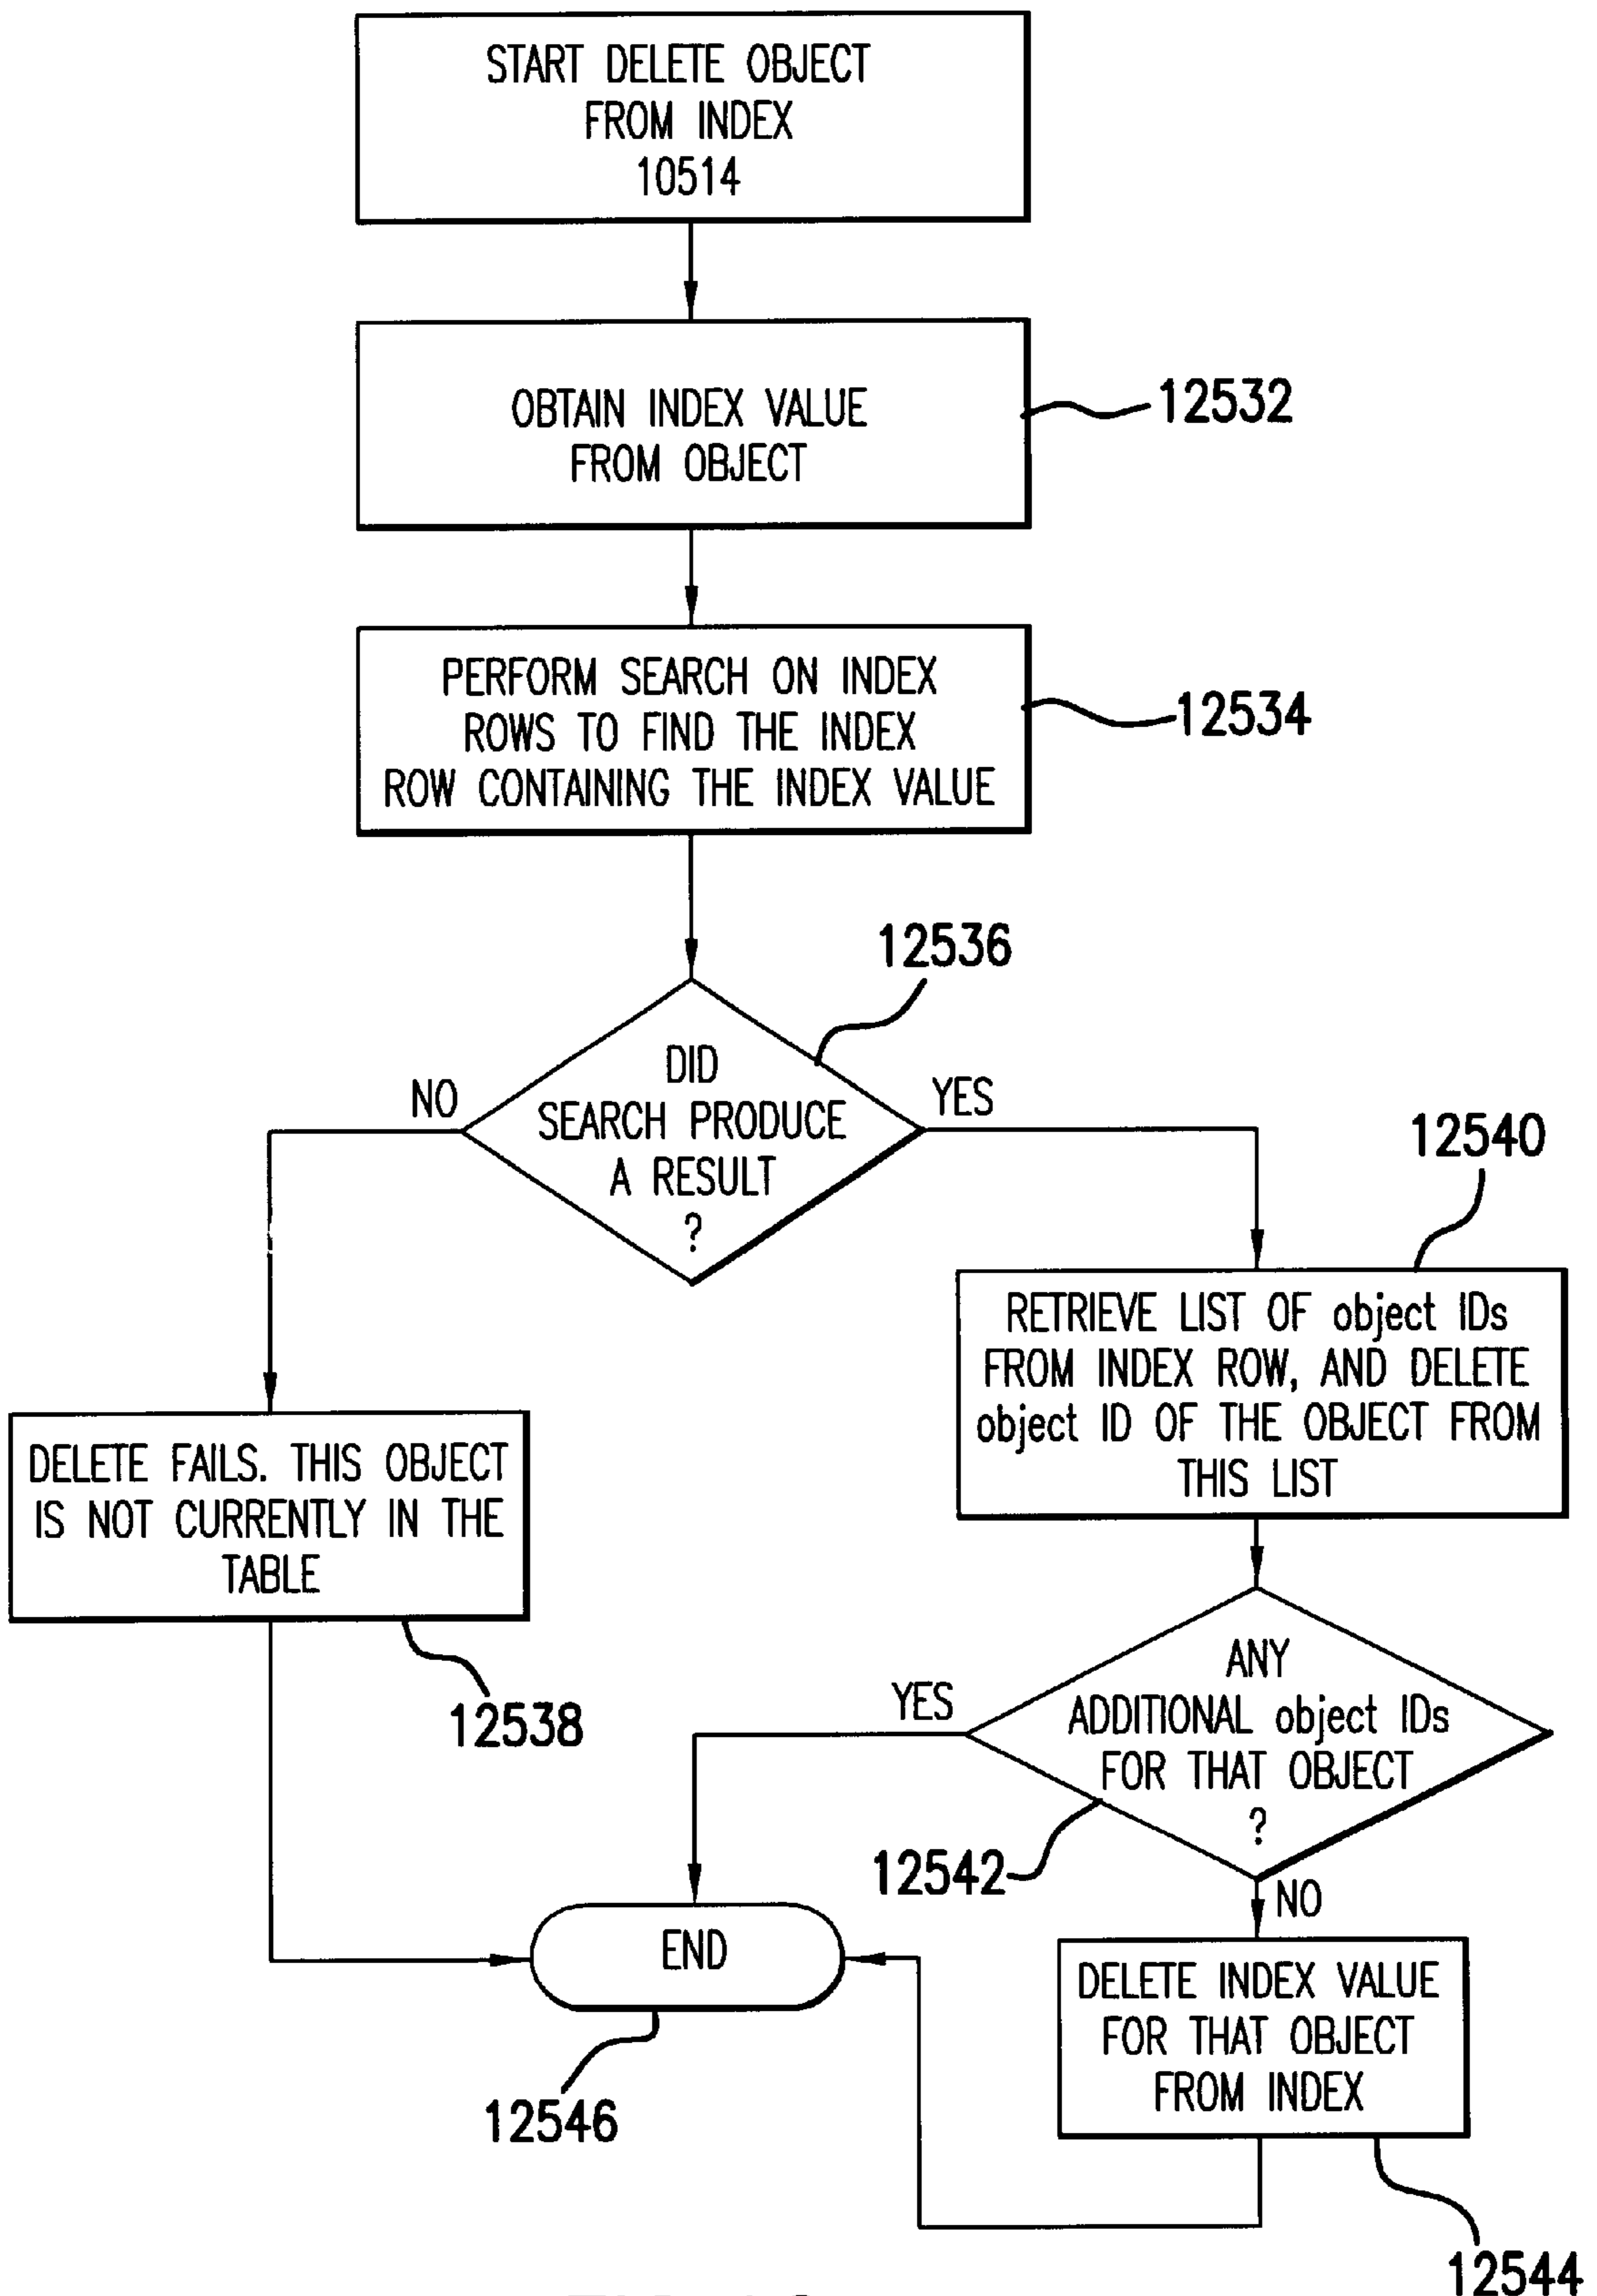 START DELETE OBJECT
FROM INDEX
10514
OBTAIN INDEX VALUE
FROM OBJECT
12532
PERFORM SEARCH ON INDEX
ROWS TO FIND THE INDEX
ROW CONTAINING THE INDEX VALUE
12534
12536
DID
SEARCH PRODUCE
A RESULT
?
NO
YES
12540
RETRIEVE LIST OF object IDs
FROM INDEX ROW, AND DELETE
object ID OF THE OBJECT FROM
THIS LIST
DELETE FAILS. THIS OBJECT
IS NOT CURRENTLY IN THE
TABLE
12538
ANY
ADDITIONAL object IDs
FOR THAT OBJECT
?
YES
12542
NO
END
12546
DELETE INDEX VALUE
FOR THAT OBJECT
FROM INDEX
12544